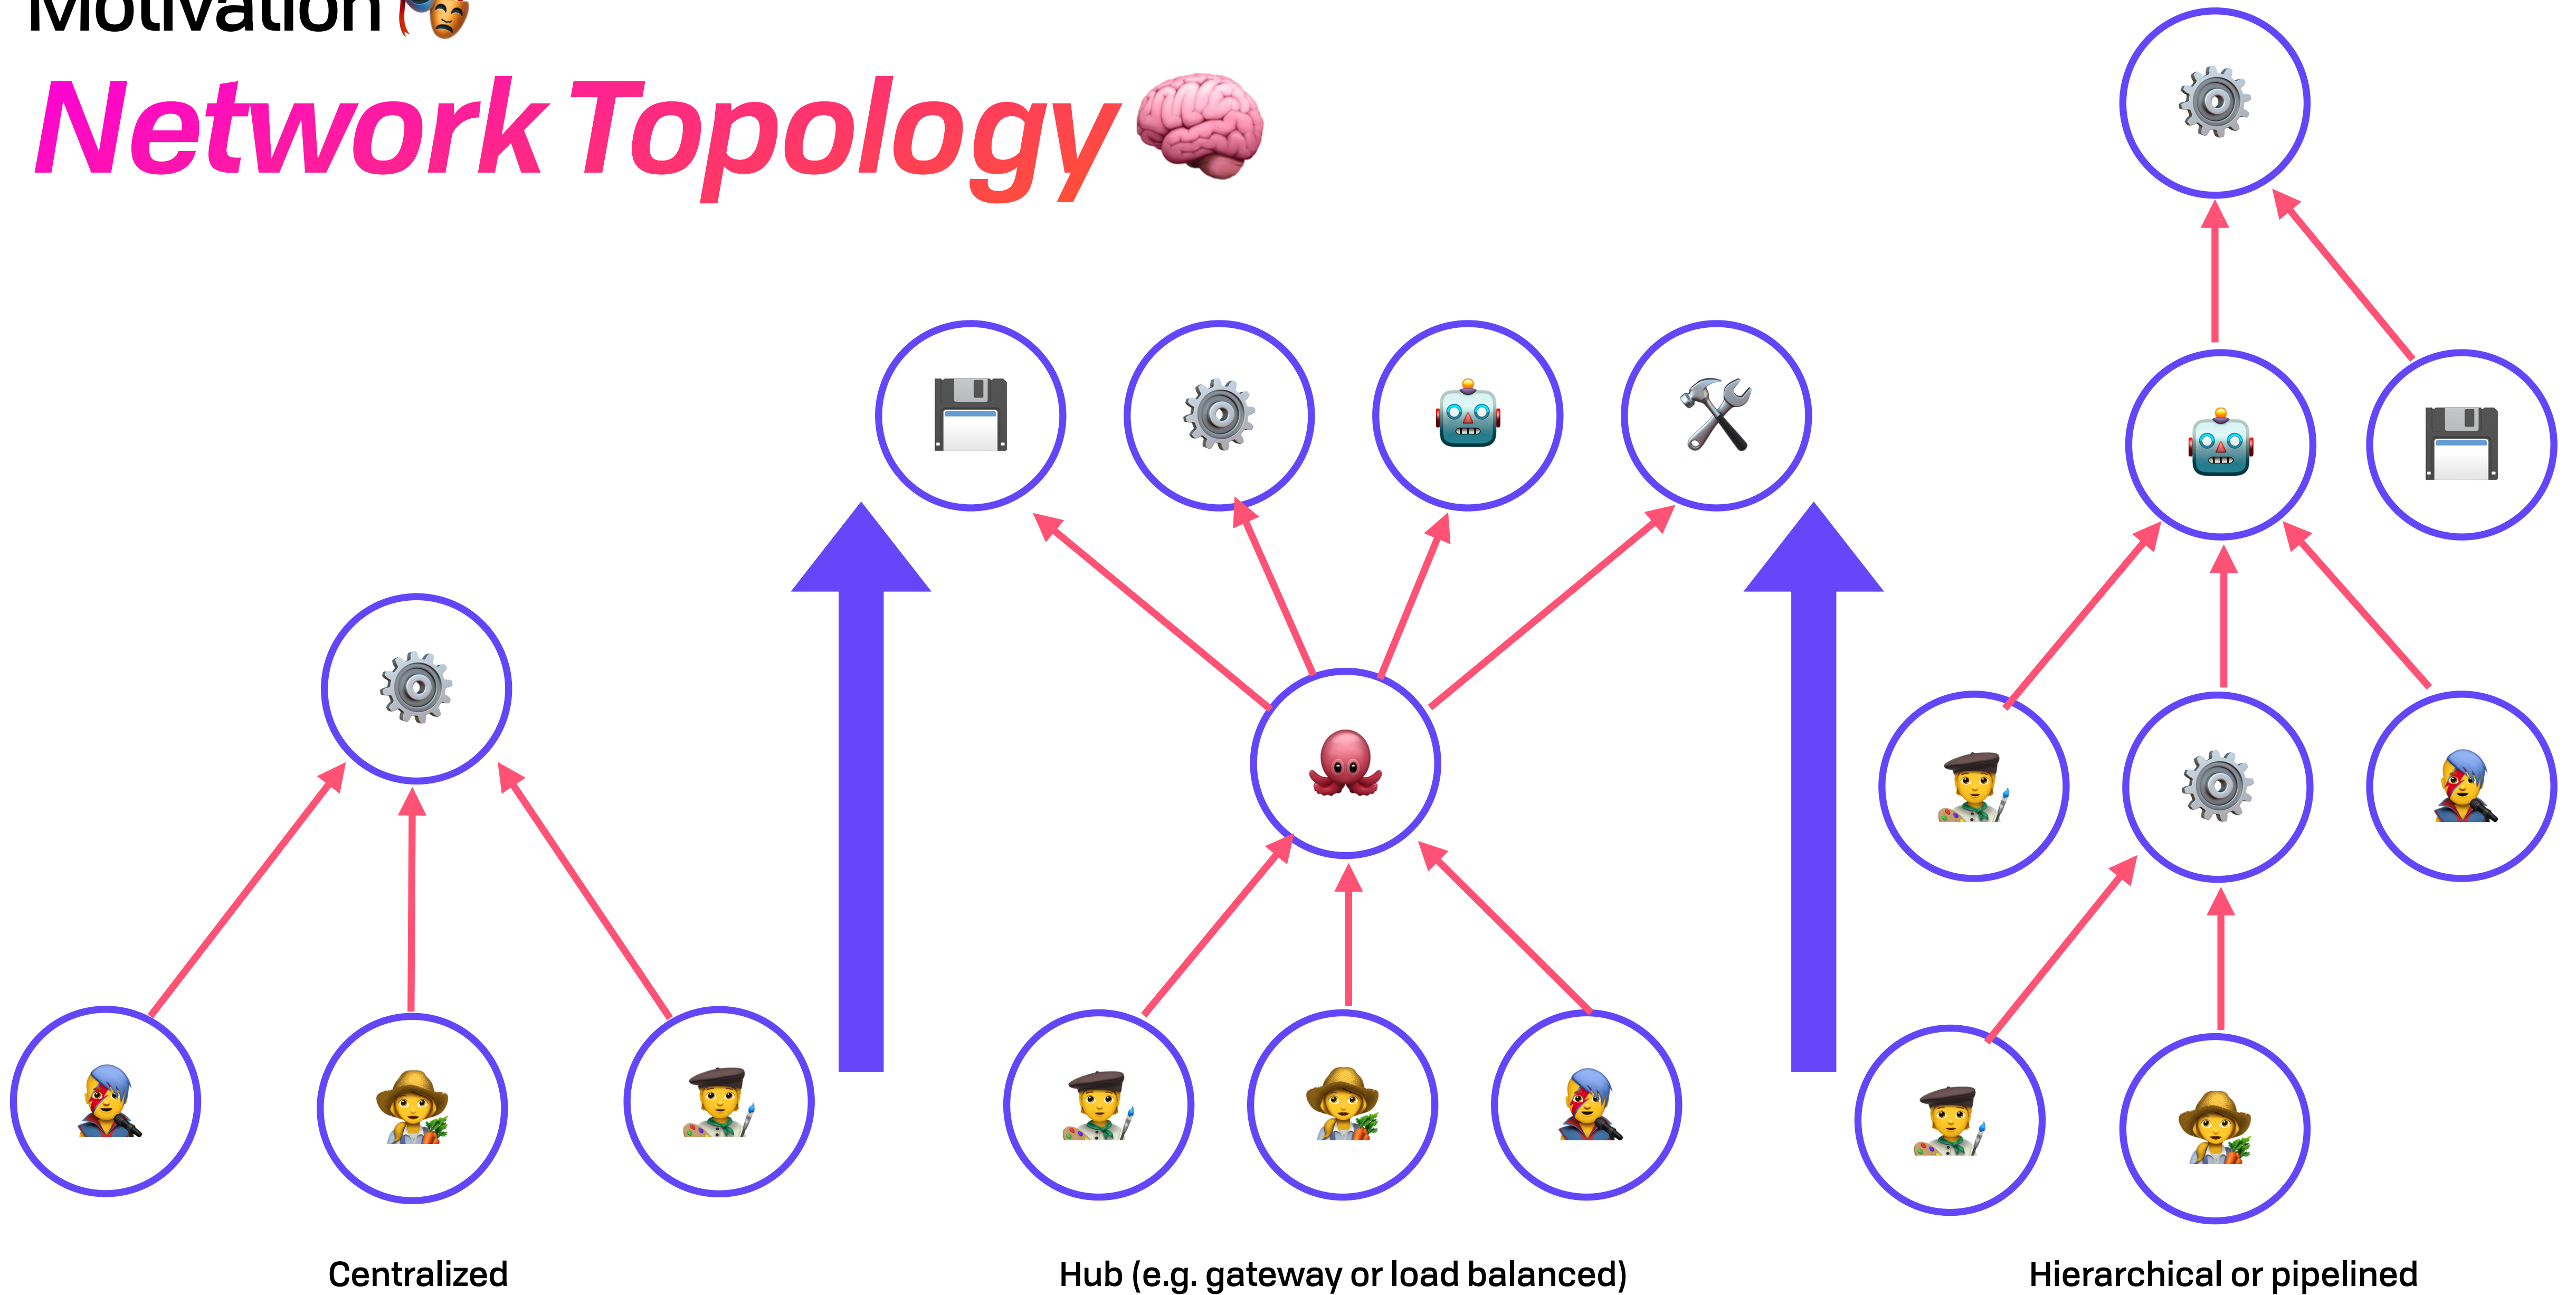 Motivation
Network Topology
Centralized
Hub (e.g. gateway or load balanced)
Hierarchical or pipelined